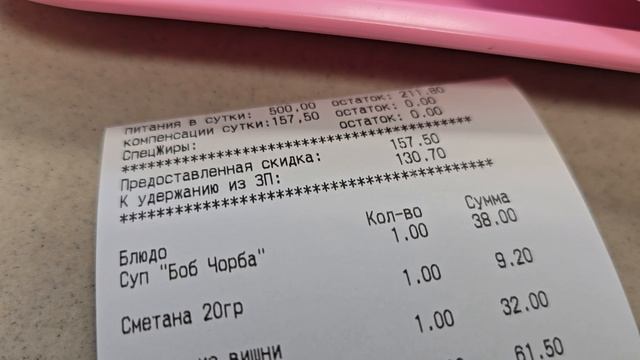 питания в сутки: 500,00 остаток: 211.80
компенсации сутки:157,50 остаток: 0.00
СпецЖиры: остаток: 0.00
****************************************
Предоставленная скидка: 157.50
К удержанию из ЗП: 130.70
****************************************
Блюдо Кол-во Сумма
Суп "Боб Чорба" 1.00 38.00
Сметана 20гр 1.00 9.20
вишни 1.00 32.00
61.50